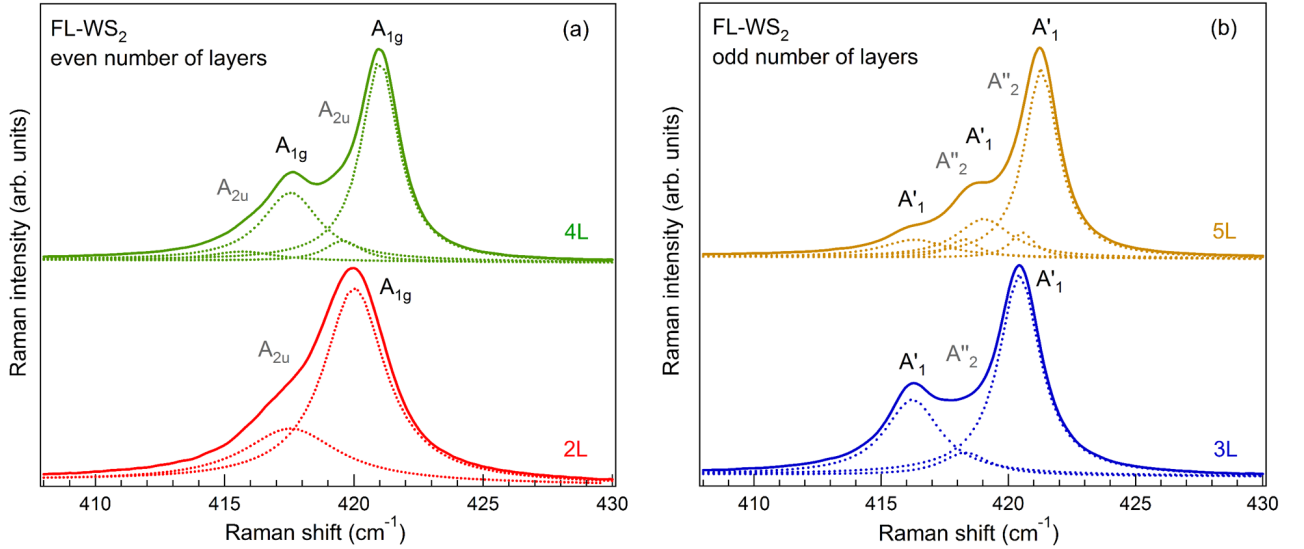 FL-WS₂
even number of layers
(a)
A₁g
A₂u
A₁g
A₂u
4L
A₁g
A₂u
2L
410
415
420
425
430
Raman shift (cm⁻¹)
Raman intensity (arb. units)
FL-WS₂
odd number of layers
(b)
A'₁
A"₂
A'₁
A"₂
A'₁
5L
A'₁
A"₂
A'₁
3L
410
415
420
425
430
Raman shift (cm⁻¹)
Raman intensity (arb. units)